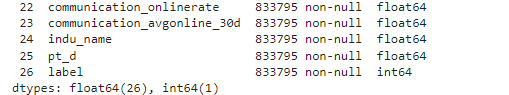 22 communication_onlinerate 833795 non-null float64
23 communication_avgonline_30d 833795 non-null float64
24 indu_name 833795 non-null float64
25 pt_d 833795 non-null float64
26 label 833795 non-null int64
dtypes: float64(26), int64(1)